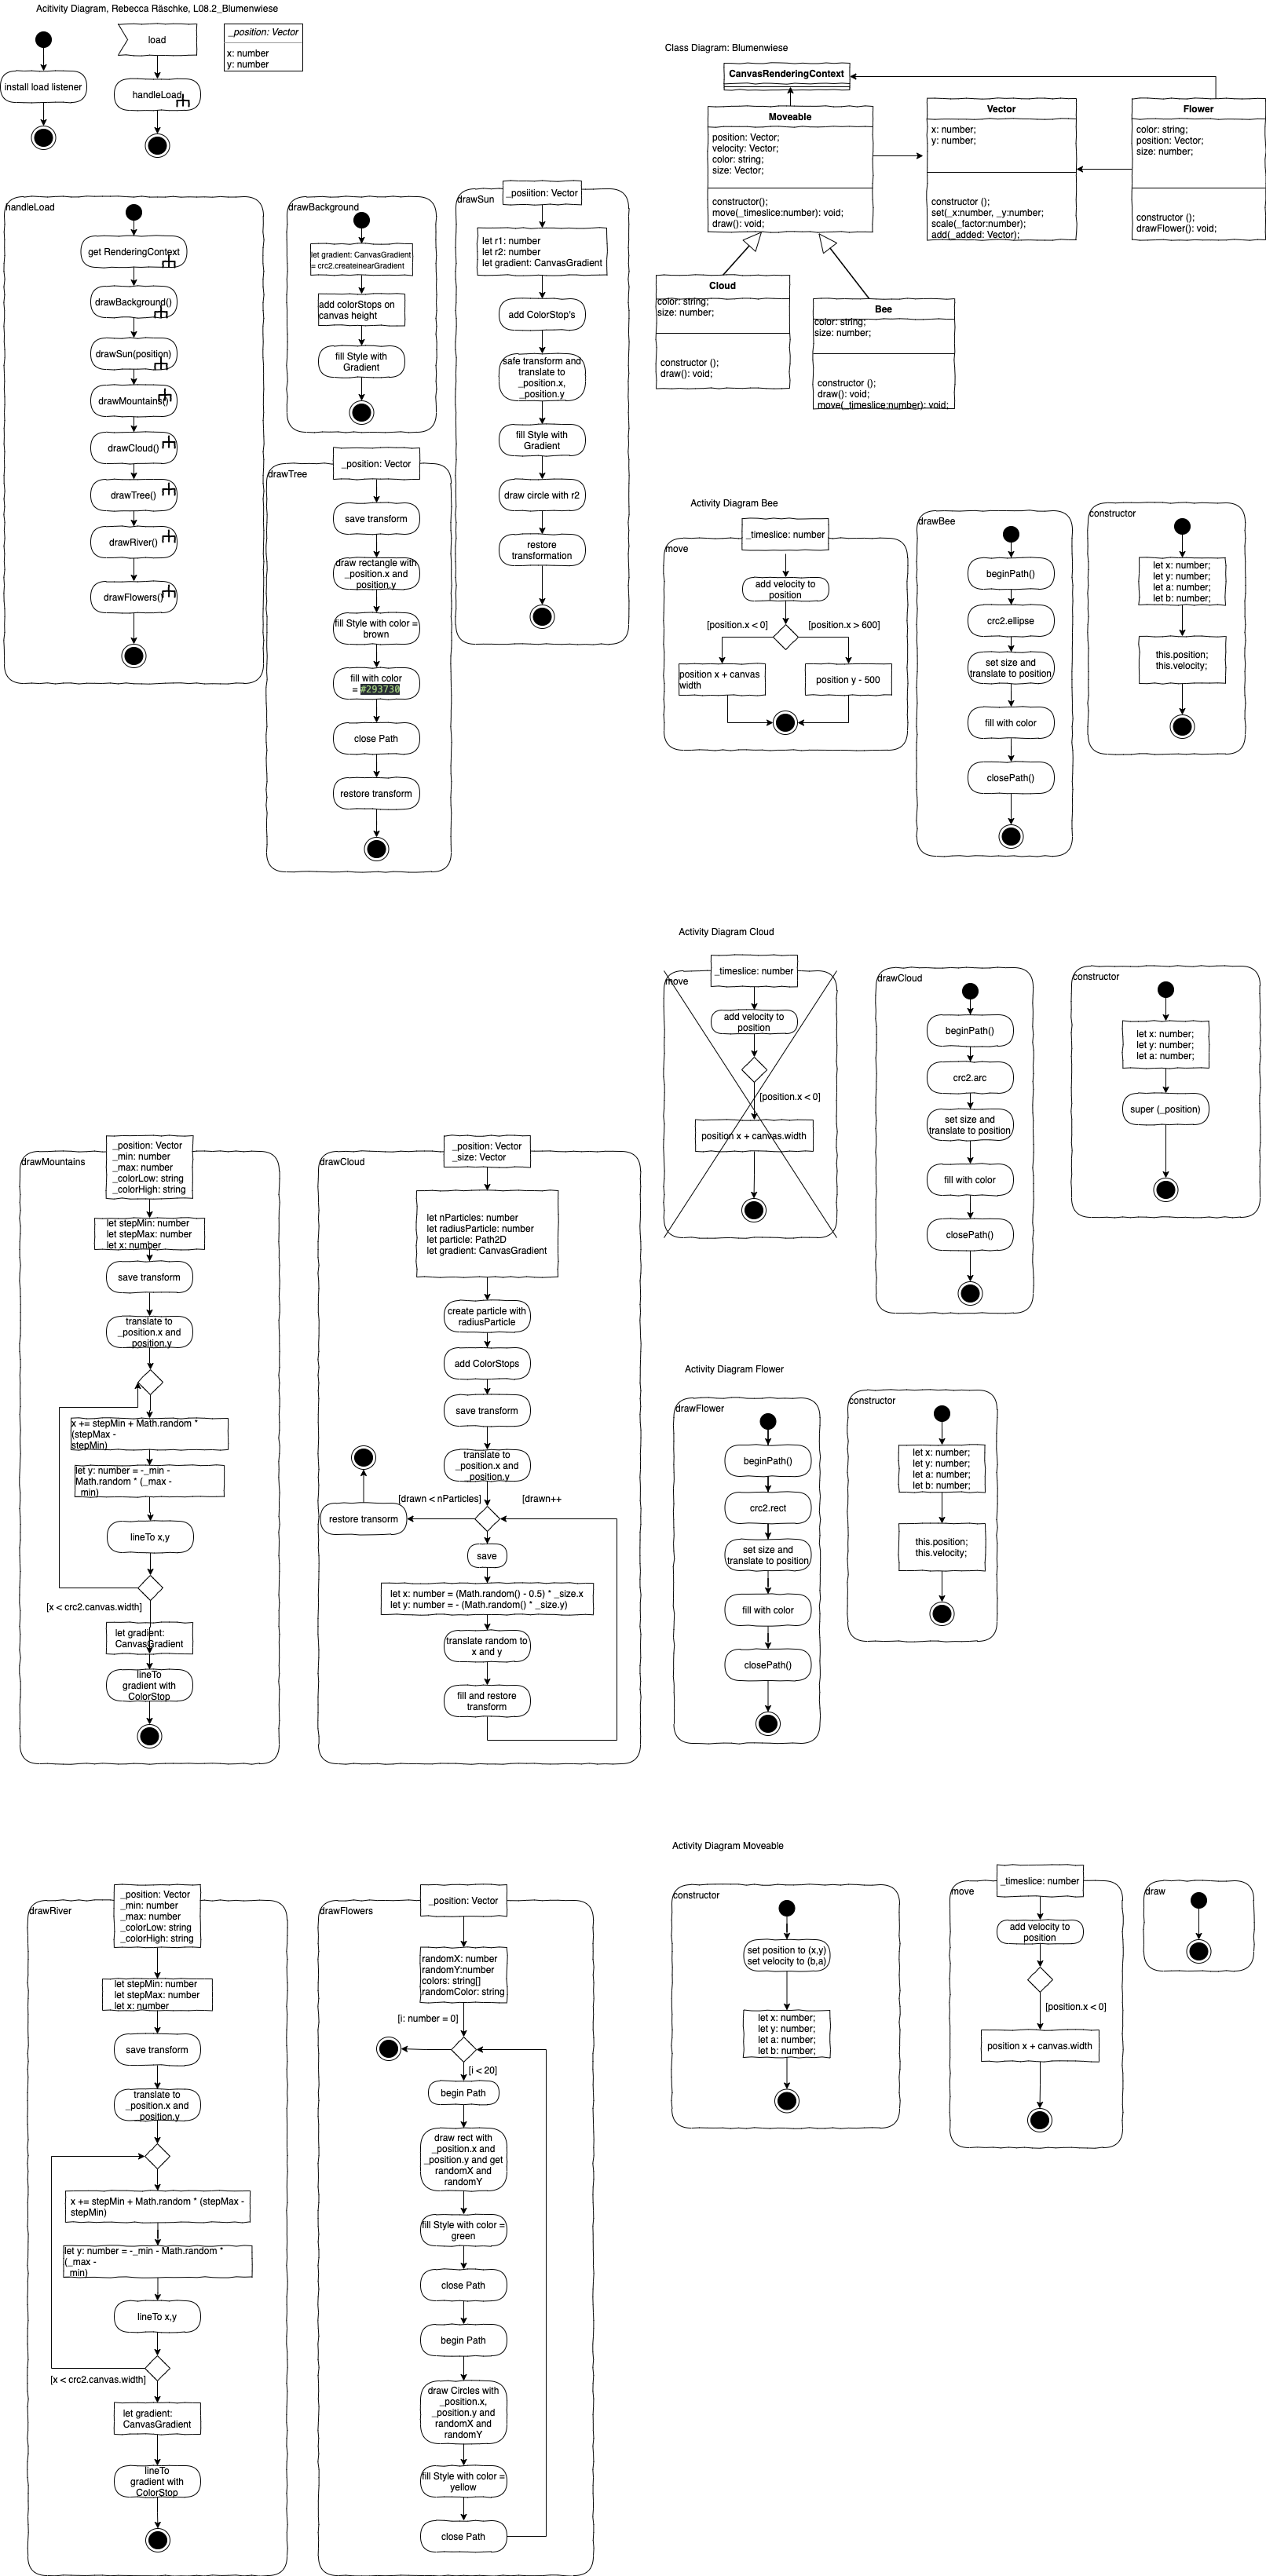 Acitivity Diagram, Rebecca Räschke, L08.2_Blumenwiese
install load listener
load
handleLoad
_position: Vector
x: number
y: number
handleLoad
get RenderingContext
drawBackground()
drawSun(position)
drawMountains()
drawCloud()
drawTree()
drawRiver()
drawFlowers()
drawBackground
let gradient: CanvasGradient
= crc2.createinearGradient
add colorStops on
canvas height
fill Style with
Gradient
drawSun
_posiition: Vector
let r1: number
let r2: number
let gradient: CanvasGradient
add ColorStop's
safe transform and
translate to
_position.x,
_position.y
fill Style with
Gradient
draw circle with r2
restore
transformation
drawTree
_position: Vector
save transform
draw rectangle with
_position.x and
_position.y
fill Style with color =
brown
fill with color
= #293730
close Path
restore transform
Class Diagram: Blumenwiese
CanvasRenderingContext
Moveable
position: Vector;
velocity: Vector;
color: string;
size: Vector;
constructor();
move(_timeslice:number): void;
draw(): void;
Vector
x: number;
y: number;
constructor ();
set(_x:number, _y:number;
scale(_factor:number);
add(_added: Vector);
Flower
color: string;
position: Vector;
size: number;
constructor ();
drawFlower(): void;
Cloud
color: string;
size: number;
constructor ();
draw(): void;
Bee
color: string;
size: number;
constructor ();
draw(): void;
move(_timeslice:number): void;
Activity Diagram Bee
move
_timeslice: number
add velocity to
position
[position.x < 0]
[position.x > 600]
position x + canvas
width
position y - 500
drawBee
beginPath()
crc2.ellipse
set size and
translate to position
fill with color
closePath()
constructor
let x: number;
let y: number;
let a: number;
let b: number;
this.position;
this.velocity;
Activity Diagram Cloud
move
_timeslice: number
add velocity to
position
[position.x < 0]
position x + canvas.width
drawCloud
beginPath()
crc2.arc
set size and
translate to position
fill with color
closePath()
constructor
let x: number;
let y: number;
let a: number;
super (_position)
drawMountains
_position: Vector
_min: number
_max: number
_colorLow: string
_colorHigh: string
let stepMin: number
let stepMax: number
let x: number
save transform
translate to
_position.x and
_position.y
x += stepMin + Math.random *
(stepMax -
stepMin)
let y: number = -_min -
Math.random * (_max -
_min)
lineTo x,y
[x < crc2.canvas.width]
let gradient:
CanvasGradient
lineTo
gradient with
ColorStop
drawCloud
_position: Vector
_size: Vector
let nParticles: number
let radiusParticle: number
let particle: Path2D
let gradient: CanvasGradient
create particle with
radiusParticle
add ColorStops
save transform
translate to
_position.x and
_position.y
[drawn < nParticles]
[drawn++
restore transorm
save
let x: number = (Math.random() - 0.5) * _size.x
let y: number = - (Math.random() * _size.y)
translate random to
x and y
fill and restore
transform
Activity Diagram Flower
drawFlower
beginPath()
crc2.rect
set size and
translate to position
fill with color
closePath()
constructor
let x: number;
let y: number;
let a: number;
let b: number;
this.position;
this.velocity;
drawRiver
_position: Vector
_min: number
_max: number
_colorLow: string
_colorHigh: string
let stepMin: number
let stepMax: number
let x: number
save transform
translate to
_position.x and
_position.y
x += stepMin + Math.random * (stepMax -
stepMin)
let y: number = -_min - Math.random *
(_max -
_min)
lineTo x,y
[x < crc2.canvas.width]
let gradient:
CanvasGradient
lineTo
gradient with
ColorStop
drawFlowers
_position: Vector
randomX: number
randomY:number
colors: string[]
randomColor: string
[i: number = 0]
[i < 20]
begin Path
draw rect with
_position.x and
_position.y and get
randomX and
randomY
fill Style with color =
green
close Path
begin Path
draw Circles with
_position.x,
_position.y and
randomX and
randomY
fill Style with color =
yellow
close Path
Activity Diagram Moveable
constructor
set position to (x,y)
set velocity to (b,a)
let x: number;
let y: number;
let a: number;
let b: number;
move
_timeslice: number
add velocity to
position
[position.x < 0]
position x + canvas.width
draw